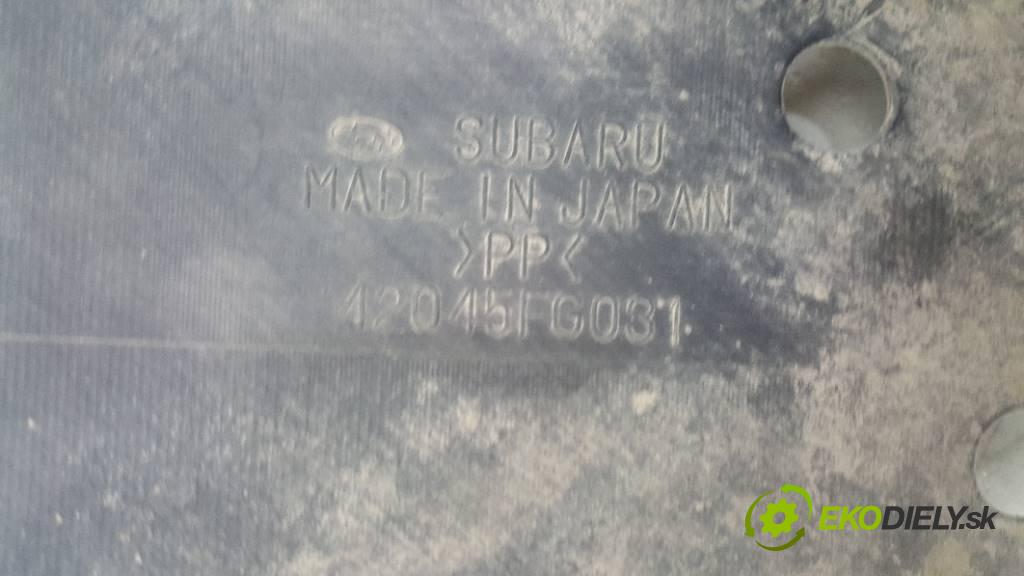 SUBARU
MADE IN JAPAN
>PP<
42045FG031
EKODIELY.sk